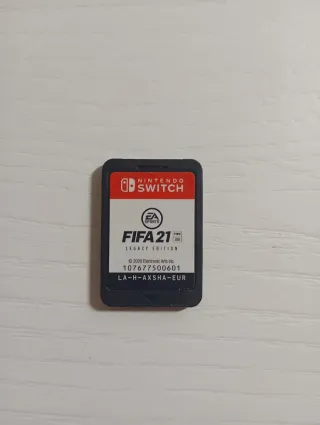 NINTENDO
SWITCH
EA
SPORTS
FIFA 21
LEGACY EDITION
© 2020 Electronic Arts Inc.
107677500601
LA-H-AXSHA-EUR